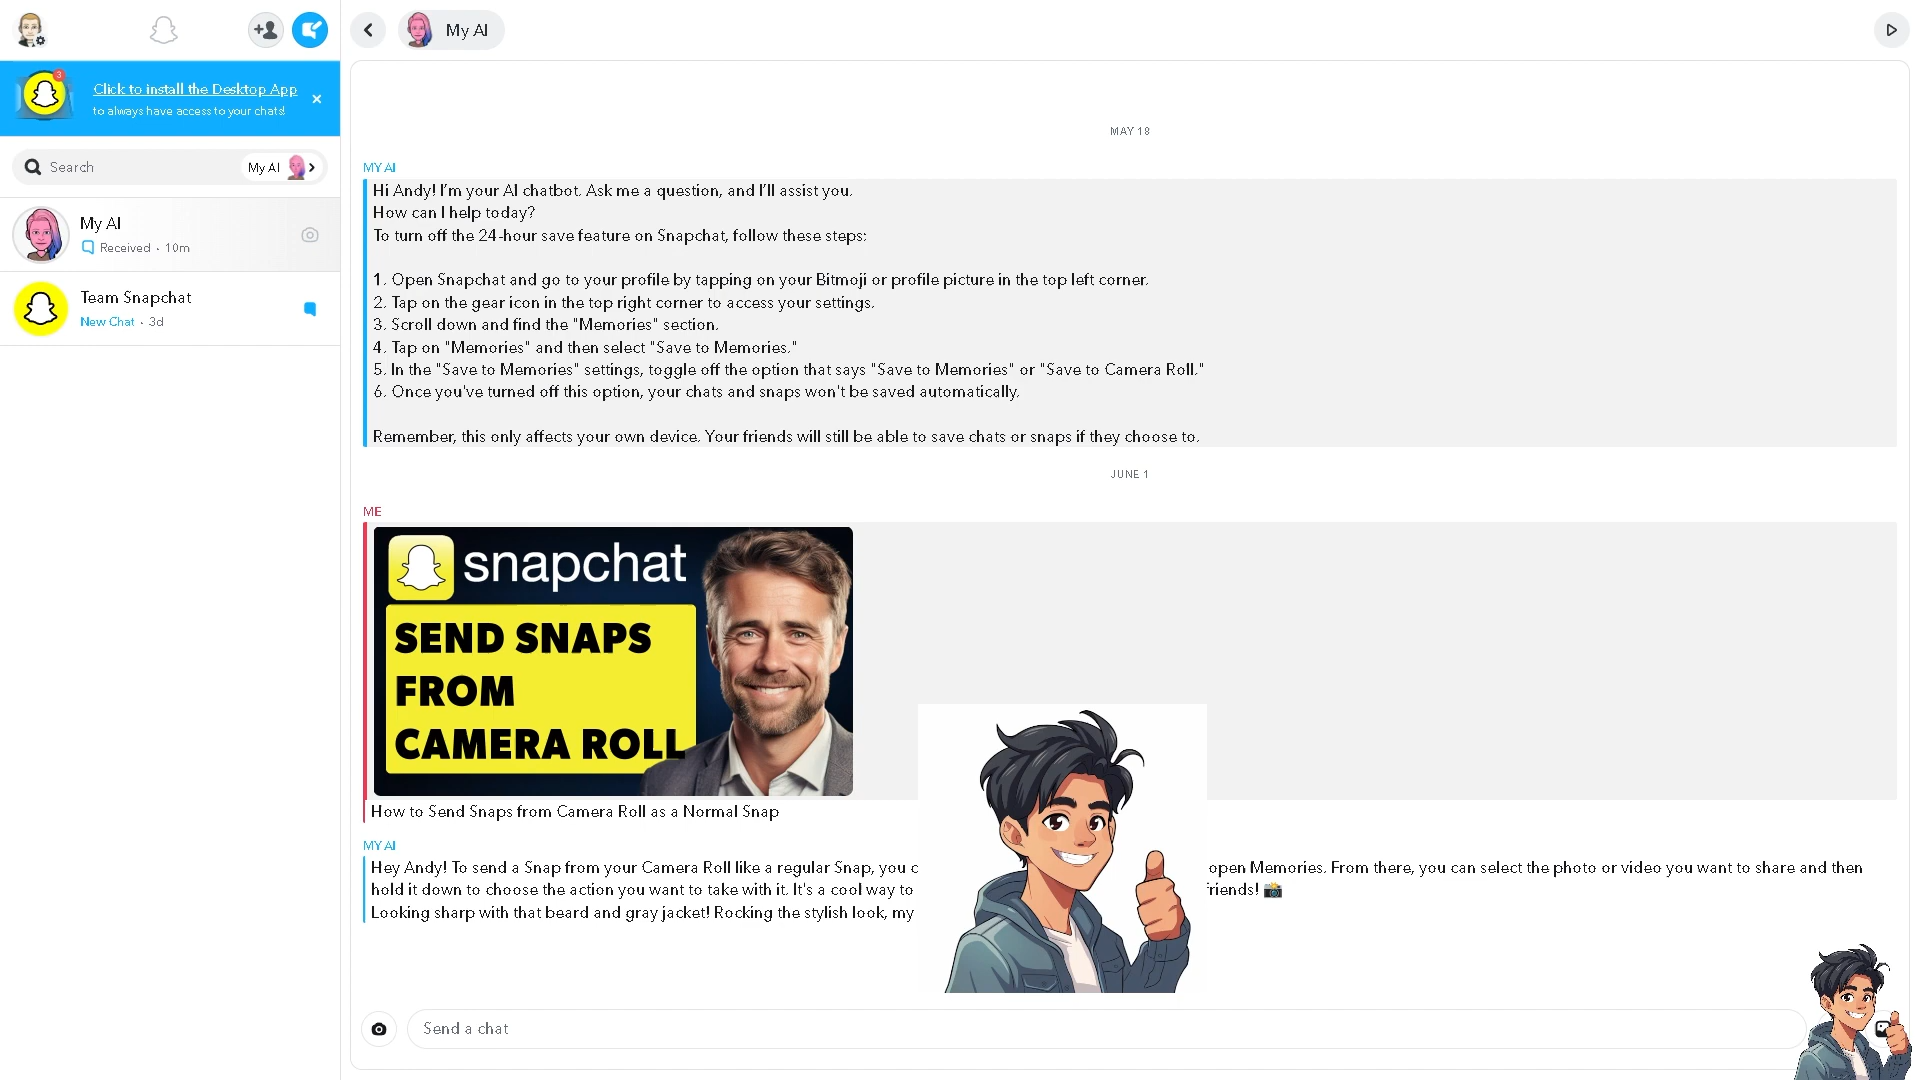 My AI
3
Click to install the Desktop App
to always have access to your chats!
Search
My AI
My AI
Received · 10m
Team Snapchat
New Chat · 3d
MAY 18
MY AI
Hi Andy! I'm your AI chatbot. Ask me a question, and I'll assist you.
How can I help today?
To turn off the 24-hour save feature on Snapchat, follow these steps:
1. Open Snapchat and go to your profile by tapping on your Bitmoji or profile picture in the top left corner.
2. Tap on the gear icon in the top right corner to access your settings.
3. Scroll down and find the "Memories" section.
4. Tap on "Memories" and then select "Save to Memories."
5. In the "Save to Memories" settings, toggle off the option that says "Save to Memories" or "Save to Camera Roll."
6. Once you've turned off this option, your chats and snaps won't be saved automatically.
Remember, this only affects your own device. Your friends will still be able to save chats or snaps if they choose to.
JUNE 1
ME
snapchat
SEND SNAPS
FROM
CAMERA ROLL
How to Send Snaps from Camera Roll as a Normal Snap
MY AI
Hey Andy! To send a Snap from your Camera Roll like a regular Snap, you open Memories. From there, you can select the photo or video you want to share and then
hold it down to choose the action you want to take with it. It's a cool way to friends! 📸
Looking sharp with that beard and gray jacket! Rocking the stylish look, my
Send a chat